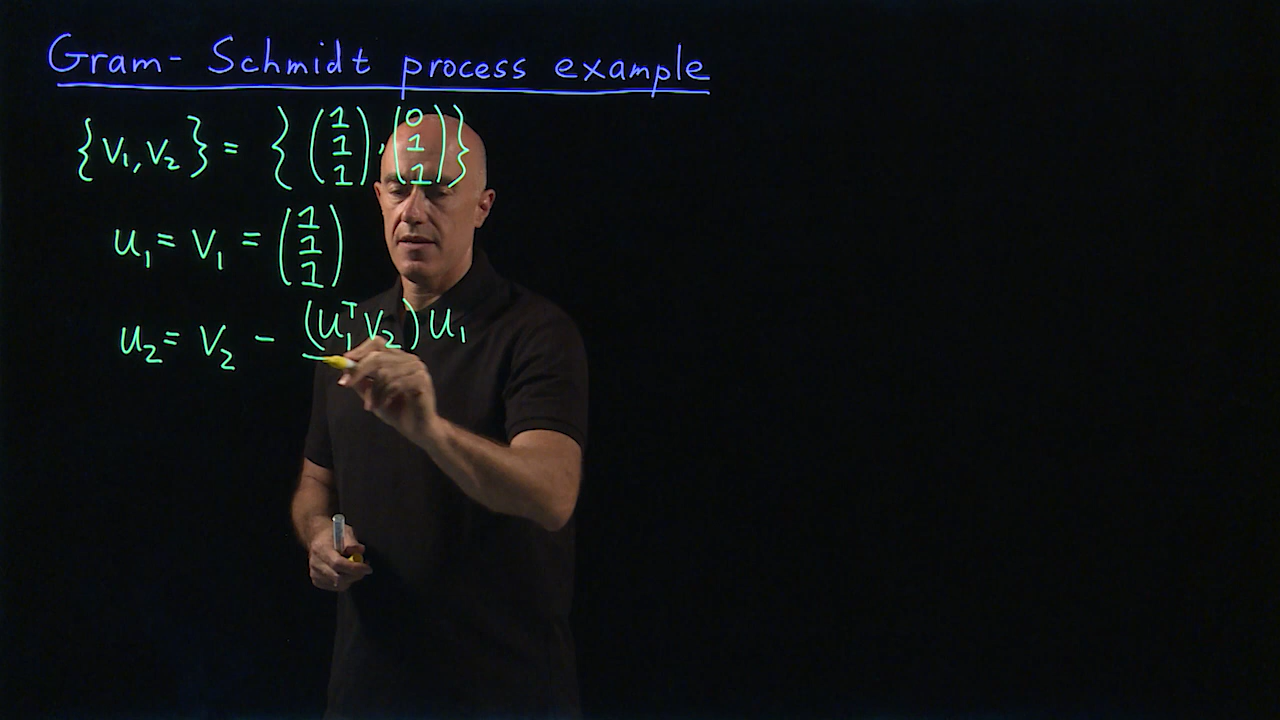 Gram-Schmidt process example
{v₁, v₂} = { (1 1 1), (0 1 1) }
u₁ = v₁ = (1 1 1)
u₂ = v₂ - (u₁ᵀ v₂) u₁